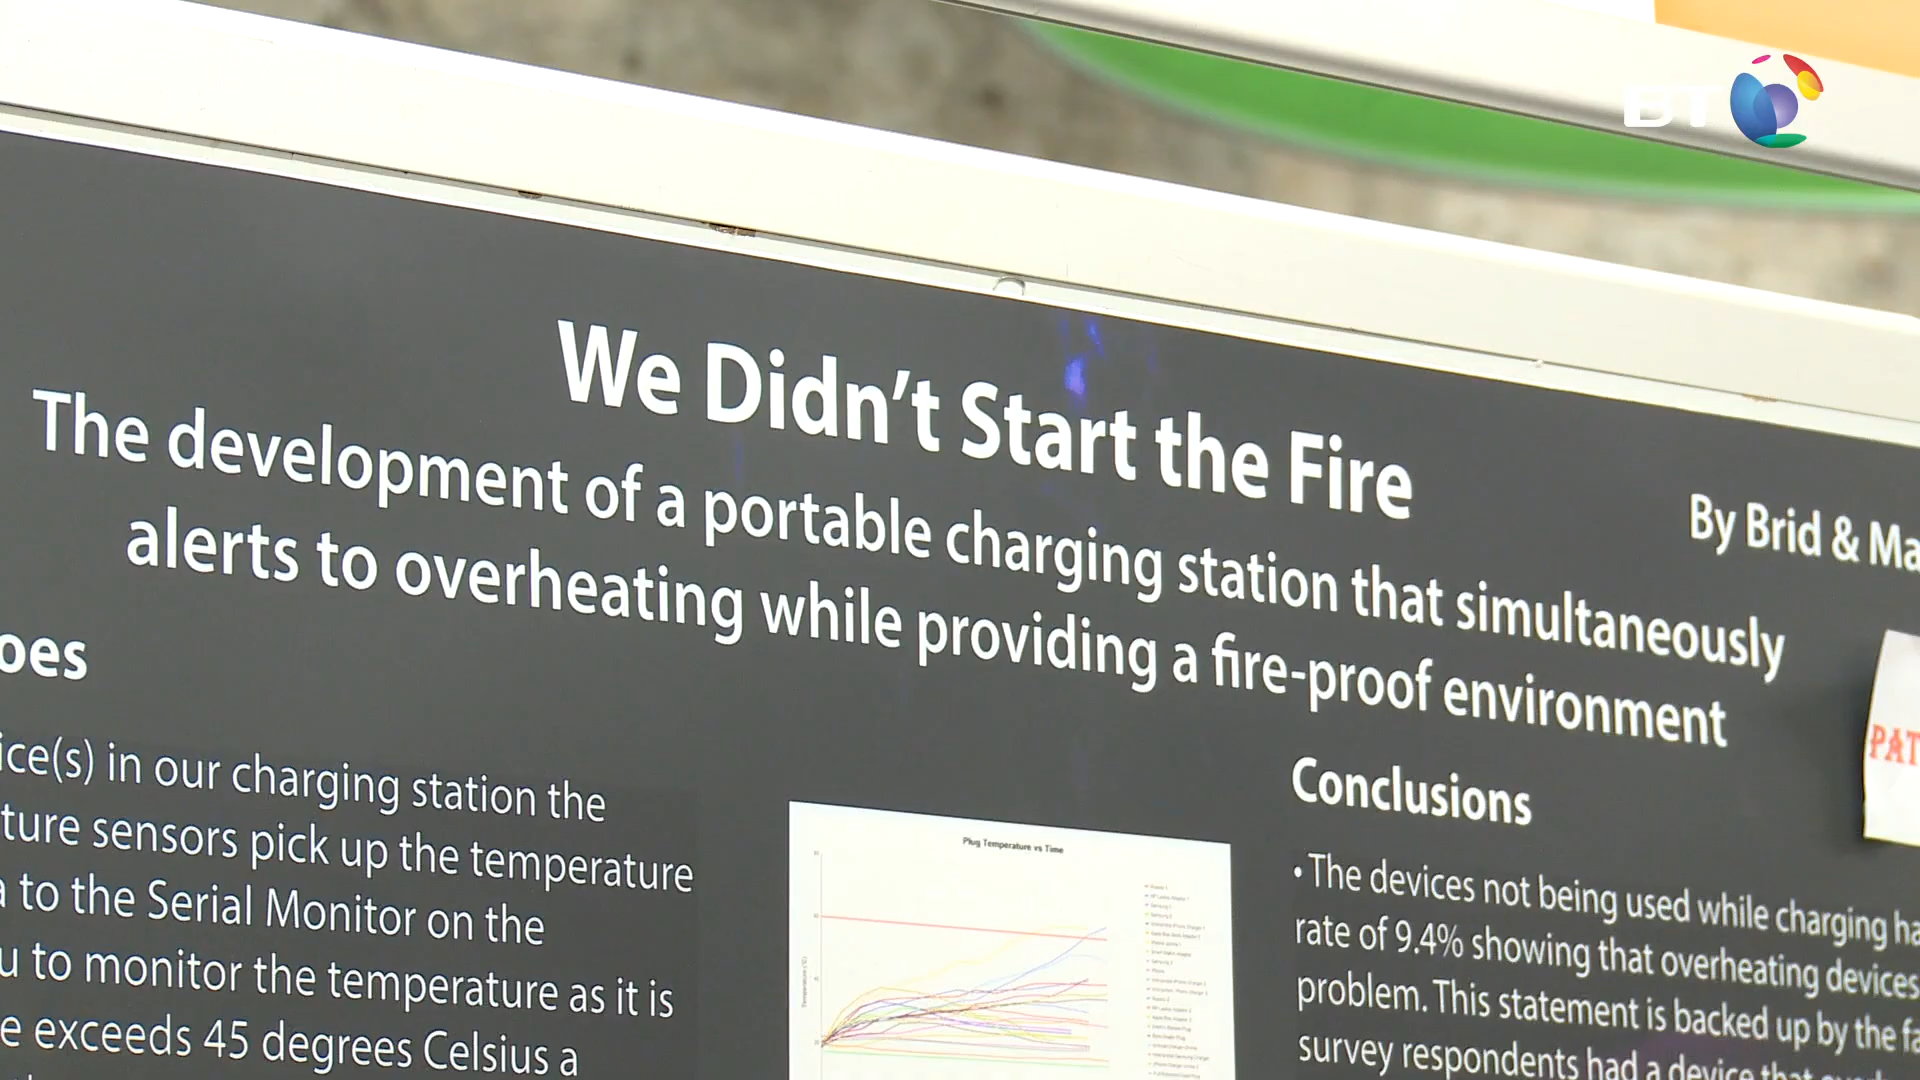 BT
We Didn't Start the Fire
The development of a portable charging station that simultaneously
alerts to overheating while providing a fire-proof environment
By Brid & Ma
oes
ice(s) in our charging station the
ture sensors pick up the temperature
a to the Serial Monitor on the
u to monitor the temperature as it is
e exceeds 45 degrees Celsius a
Plug Temperature vs Time
Conclusions
• The devices not being used while charging ha
rate of 9.4% showing that overheating devices
problem. This statement is backed up by the fa
survey respondents had a device that
PAT